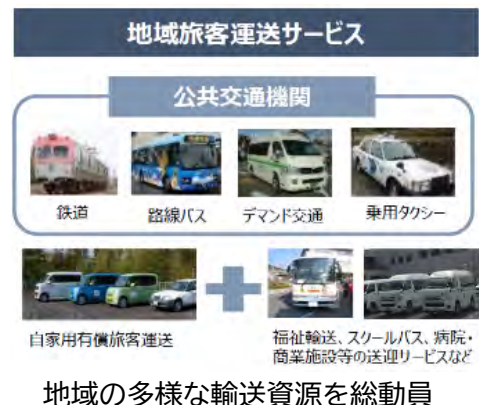 地域旅客運送サービス
公共交通機関
鉄道
路線バス
デマンド交通
乗用タクシー
自家用有償旅客運送
福祉輸送、スクールバス、病院・
商業施設等の送迎サービスなど
地域の多様な輸送資源を総動員